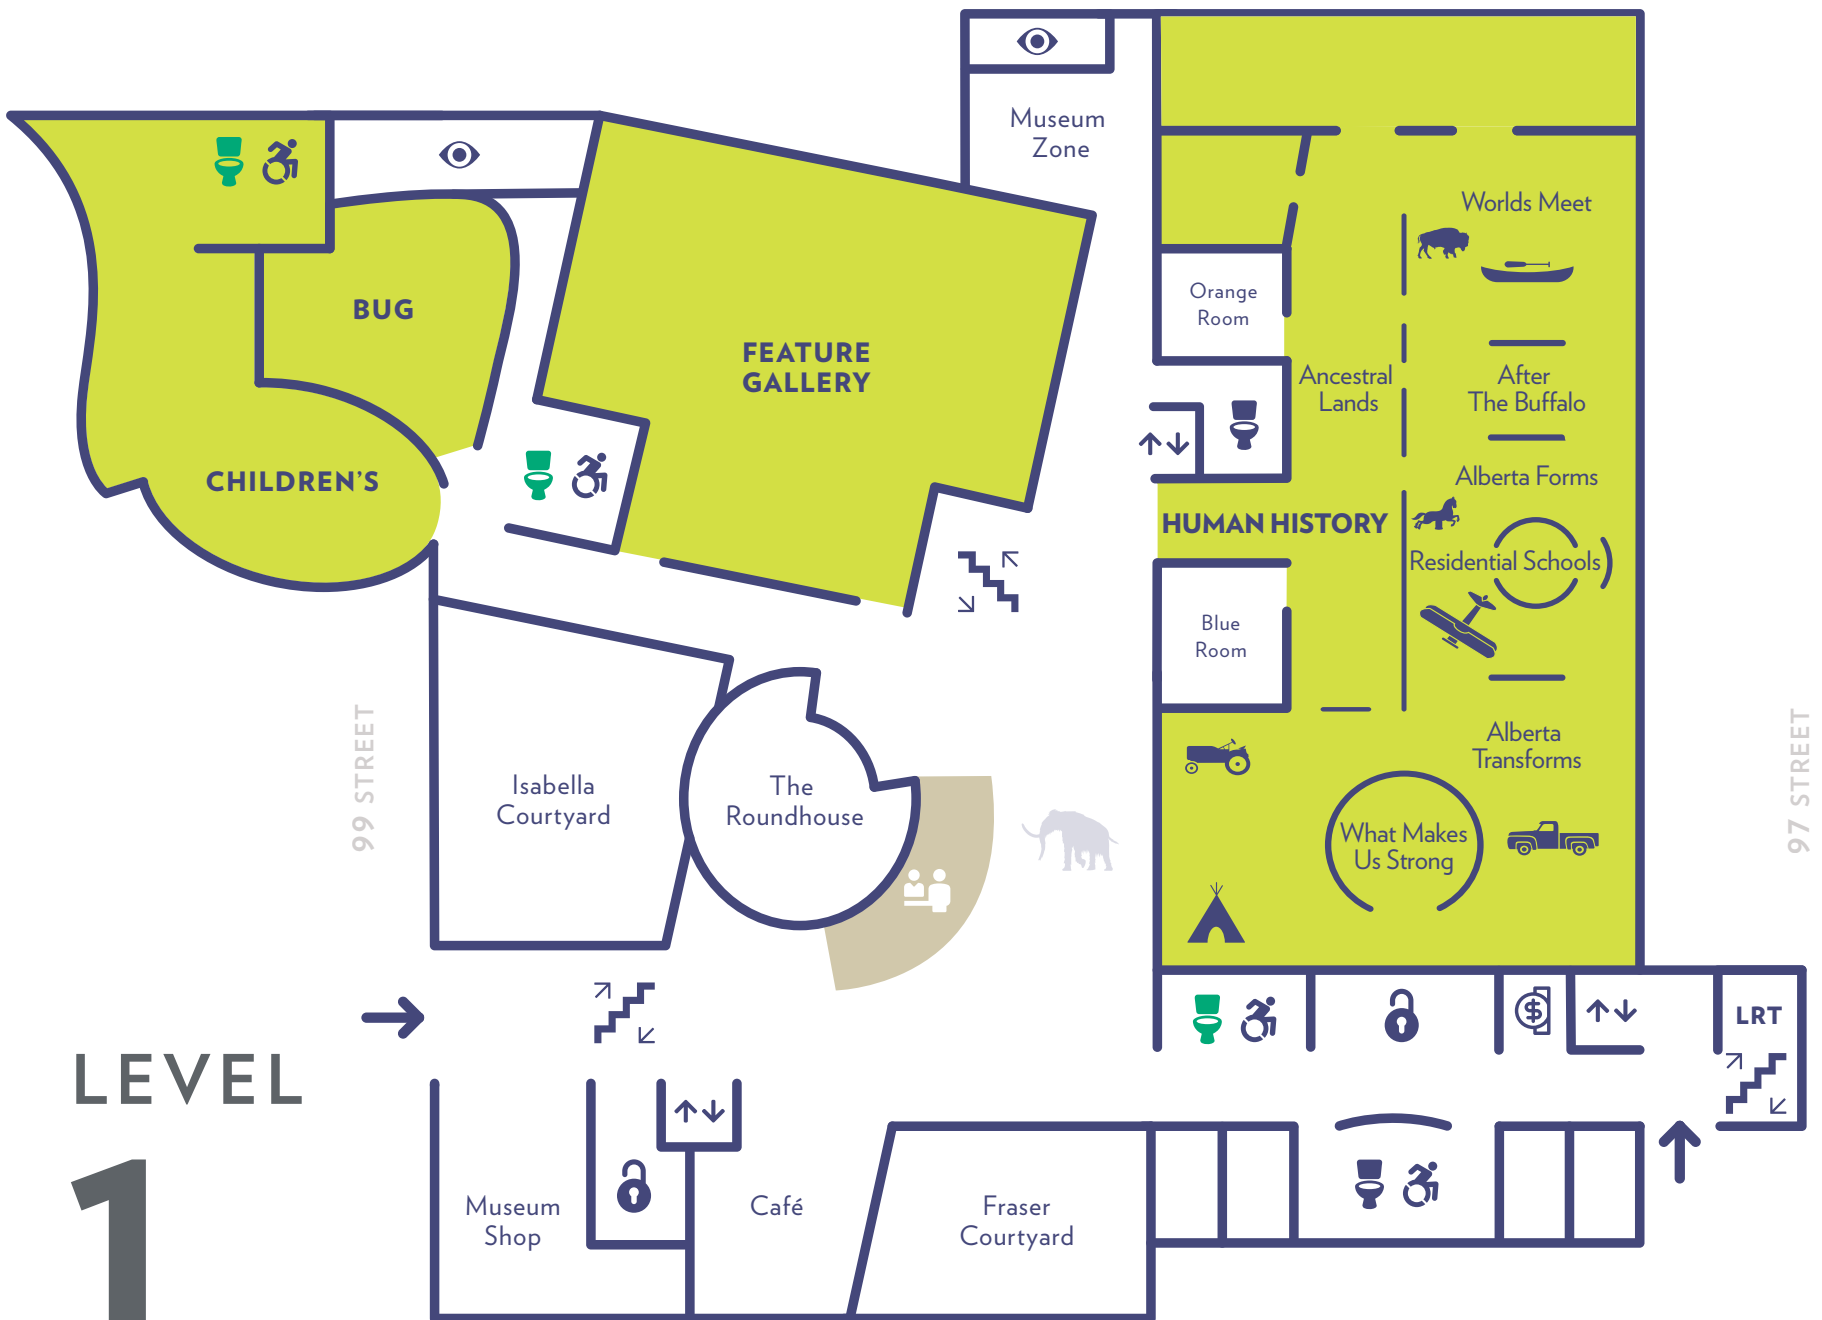 Museum
Zone
Worlds Meet
BUG
Orange
Room
FEATURE
GALLERY
Ancestral
Lands
After
The Buffalo
CHILDREN'S
Alberta Forms
HUMAN HISTORY
Residential Schools
Blue
Room
99 STREET
97 STREET
Alberta
Transforms
Isabella
Courtyard
The
Roundhouse
What Makes
Us Strong
$
LRT
LEVEL
1
Museum
Shop
Café
Fraser
Courtyard